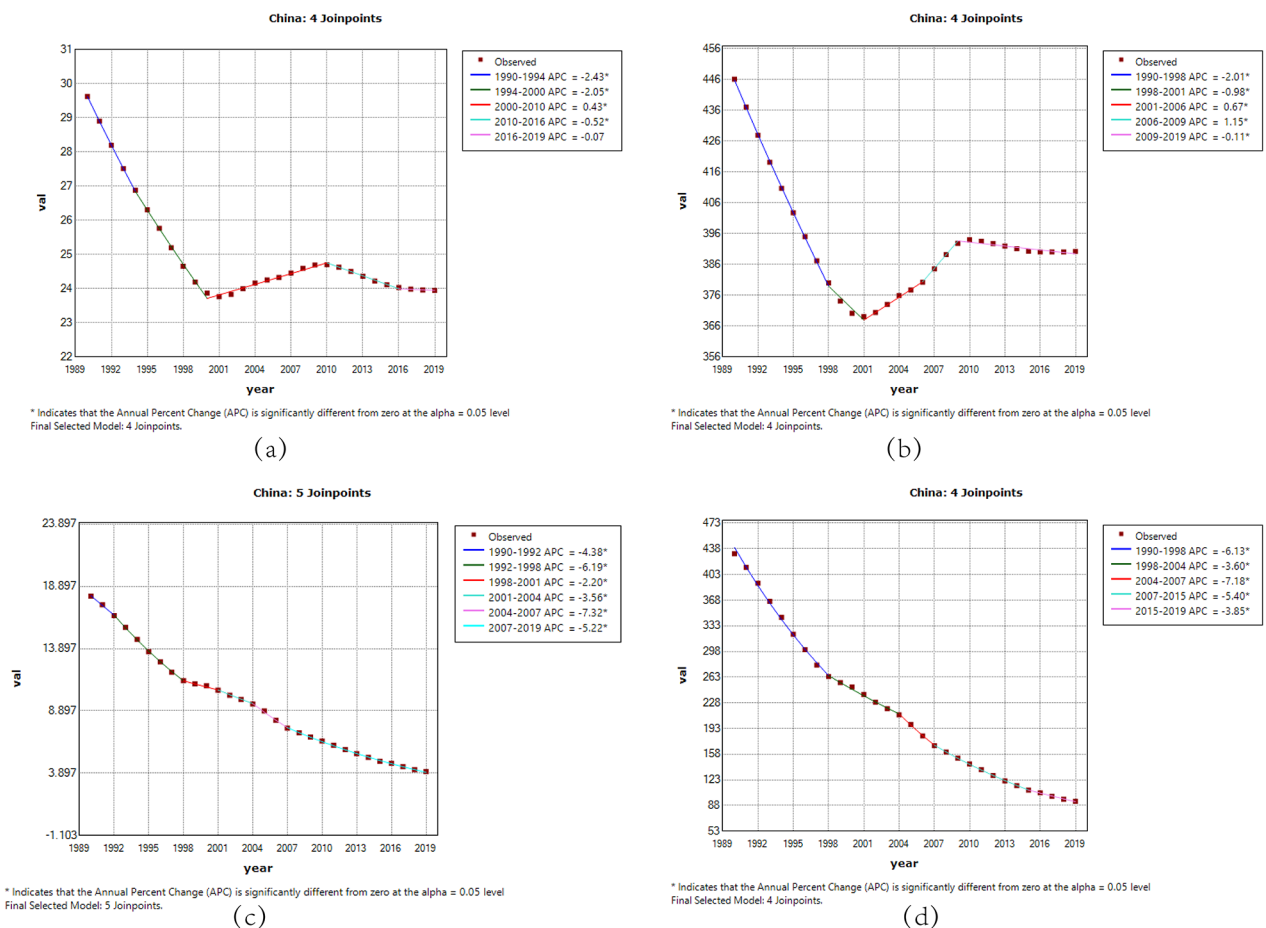 China: 4 Joinpoints
31
30
29
28
27
26
25
24
23
22
val
1989 1992 1995 1998 2001 2004 2007 2010 2013 2016 2019
year
Observed
1990-1994 APC = -2.43*
1994-2000 APC = -2.05*
2000-2010 APC = 0.43*
2010-2016 APC = -0.52*
2016-2019 APC = -0.07
* Indicates that the Annual Percent Change (APC) is significantly different from zero at the alpha = 0.05 level
Final Selected Model: 4 Joinpoints.
(a)
China: 4 Joinpoints
456
446
436
426
416
406
396
386
376
366
356
val
1989 1992 1995 1998 2001 2004 2007 2010 2013 2016 2019
year
Observed
1990-1998 APC = -2.01*
1998-2001 APC = -0.98*
2001-2006 APC = 0.67*
2006-2009 APC = 1.15*
2009-2019 APC = -0.11*
* Indicates that the Annual Percent Change (APC) is significantly different from zero at the alpha = 0.05 level
Final Selected Model: 4 Joinpoints.
(b)
China: 5 Joinpoints
23.897
18.897
13.897
8.897
3.897
-1.103
val
1989 1992 1995 1998 2001 2004 2007 2010 2013 2016 2019
year
Observed
1990-1992 APC = -4.38*
1992-1998 APC = -6.19*
1998-2001 APC = -2.20*
2001-2004 APC = -3.56*
2004-2007 APC = -7.32*
2007-2019 APC = -5.22*
* Indicates that the Annual Percent Change (APC) is significantly different from zero at the alpha = 0.05 level
Final Selected Model: 5 Joinpoints.
(c)
China: 4 Joinpoints
473
438
403
368
333
298
263
228
193
158
123
88
53
val
1989 1992 1995 1998 2001 2004 2007 2010 2013 2016 2019
year
Observed
1990-1998 APC = -6.13*
1998-2004 APC = -3.60*
2004-2007 APC = -7.18*
2007-2015 APC = -5.40*
2015-2019 APC = -3.85*
* Indicates that the Annual Percent Change (APC) is significantly different from zero at the alpha = 0.05 level
Final Selected Model: 4 Joinpoints.
(d)